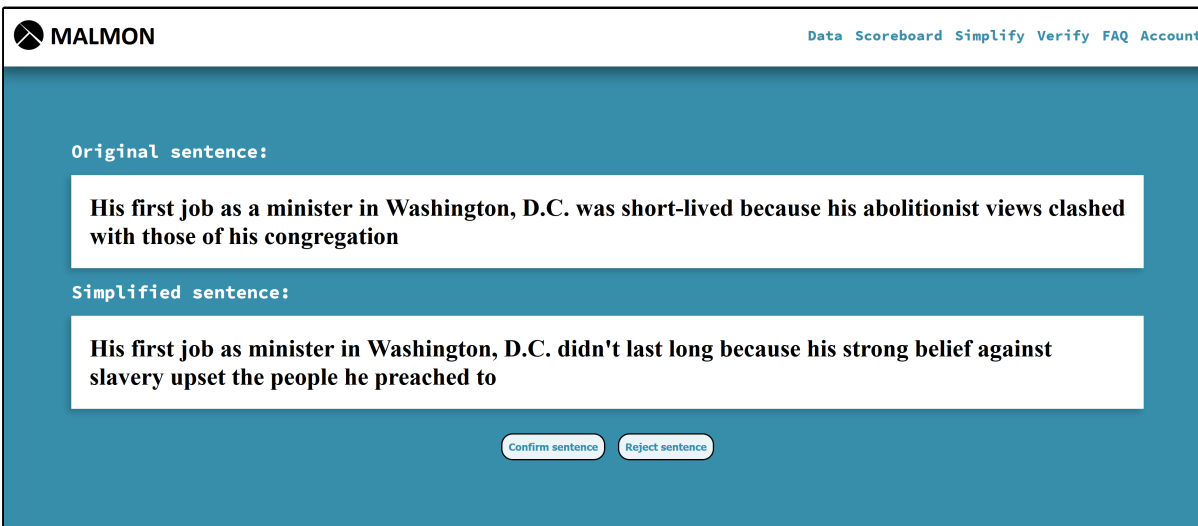 MALMON
Data Scoreboard Simplify Verify FAQ Account
Original sentence:
His first job as a minister in Washington, D.C. was short-lived because his abolitionist views clashed
with those of his congregation
Simplified sentence:
His first job as minister in Washington, D.C. didn't last long because his strong belief against
slavery upset the people he preached to
Confirm sentence Reject sentence